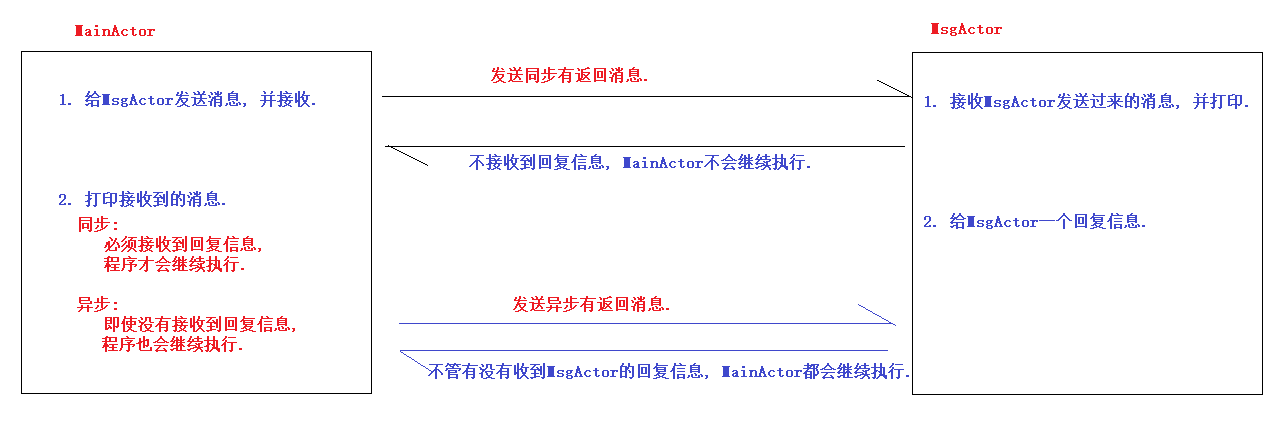 MainActor
1. 给MsgActor发送消息, 并接收.
2. 打印接收到的消息.
同步:
必须接收到回复信息,
程序才会继续执行.
异步:
即使没有接收到回复信息,
程序也会继续执行.
发送同步有返回消息.
不接收到回复信息, MainActor不会继续执行.
发送异步有返回消息.
不管有没有收到MsgActor的回复信息, MainActor都会继续执行.
MsgActor
1. 接收MsgActor发送过来的消息, 并打印.
2. 给MsgActor一个回复信息.